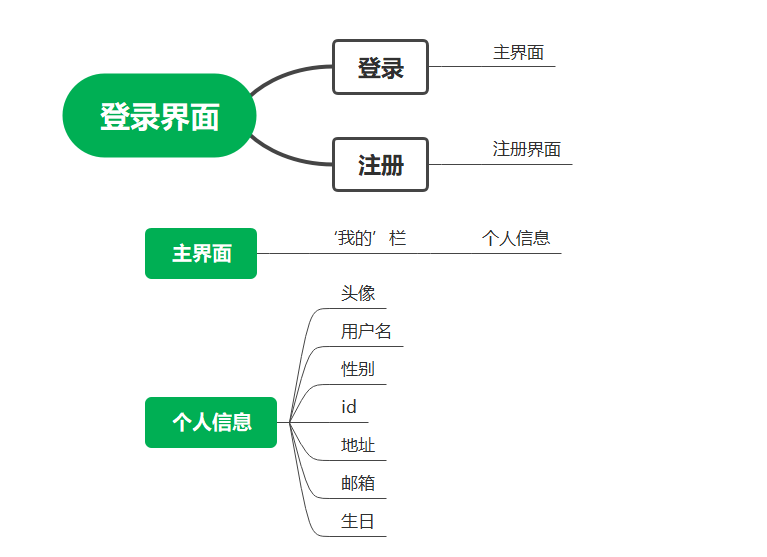 登录界面
登录
主界面
注册
注册界面
主界面
‘我的’栏
个人信息
个人信息
头像
用户名
性别
id
地址
邮箱
生日